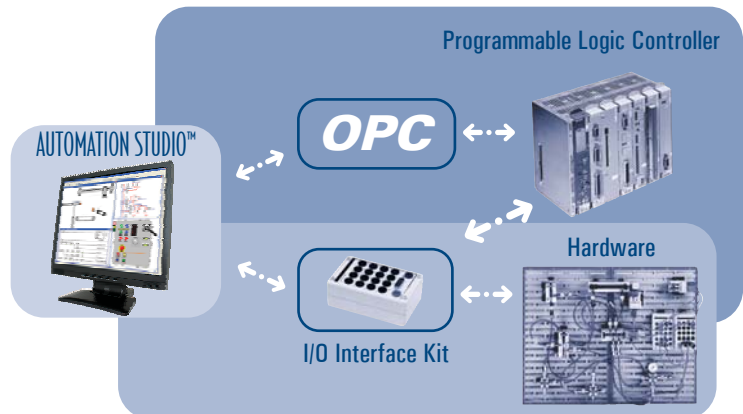 Programmable Logic Controller
OPC
AUTOMATION STUDIO™
Hardware
I/O Interface Kit